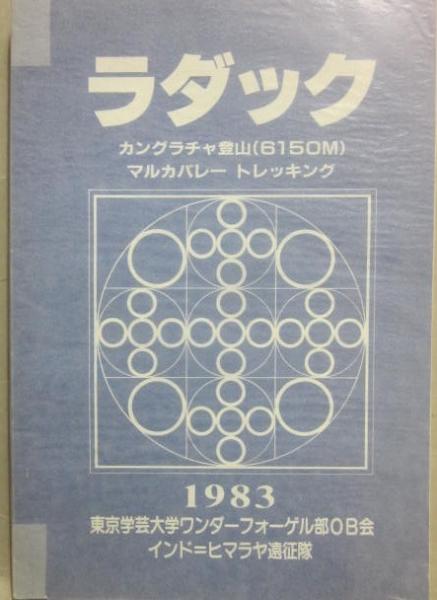 ラダック
カングラチャ登山(6150M)
マルカバレー トレッキング
1983
東京学芸大学ワンダーフォーゲル部OB会
インド=ヒマラヤ遠征隊